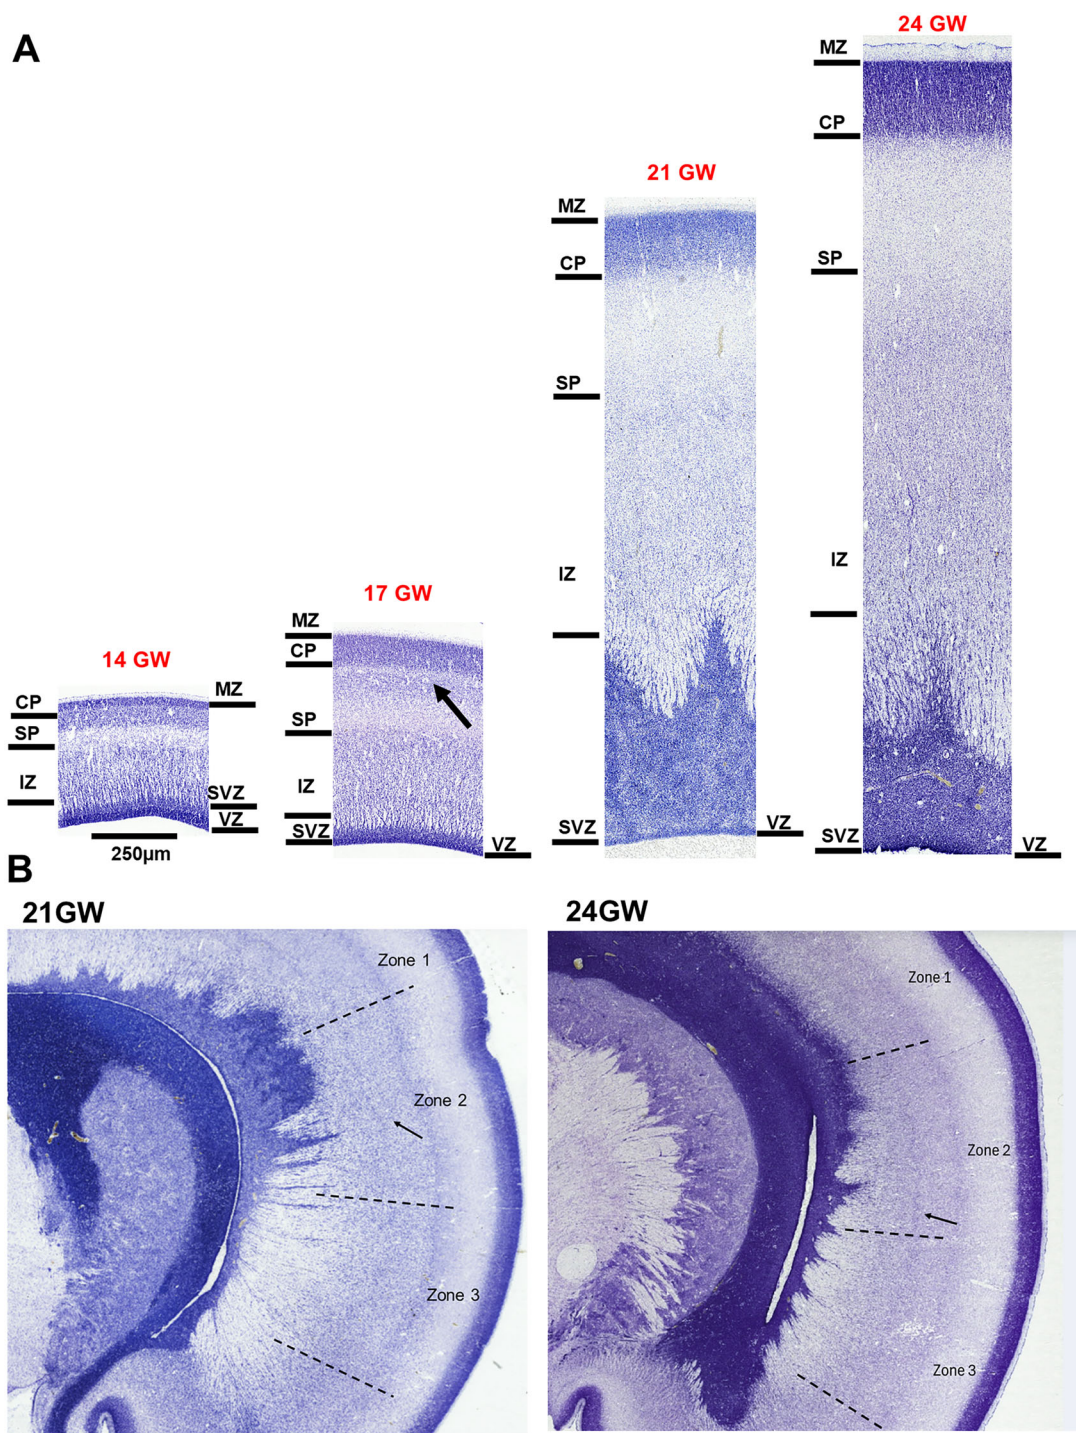 A
14 GW
CP
SP
IZ
MZ
SVZ
VZ
250µm
17 GW
MZ
CP
SP
IZ
SVZ
VZ
21 GW
MZ
CP
SP
IZ
SVZ
VZ
24 GW
MZ
CP
SP
IZ
SVZ
VZ
B
21GW
Zone 1
Zone 2
Zone 3
24GW
Zone 1
Zone 2
Zone 3